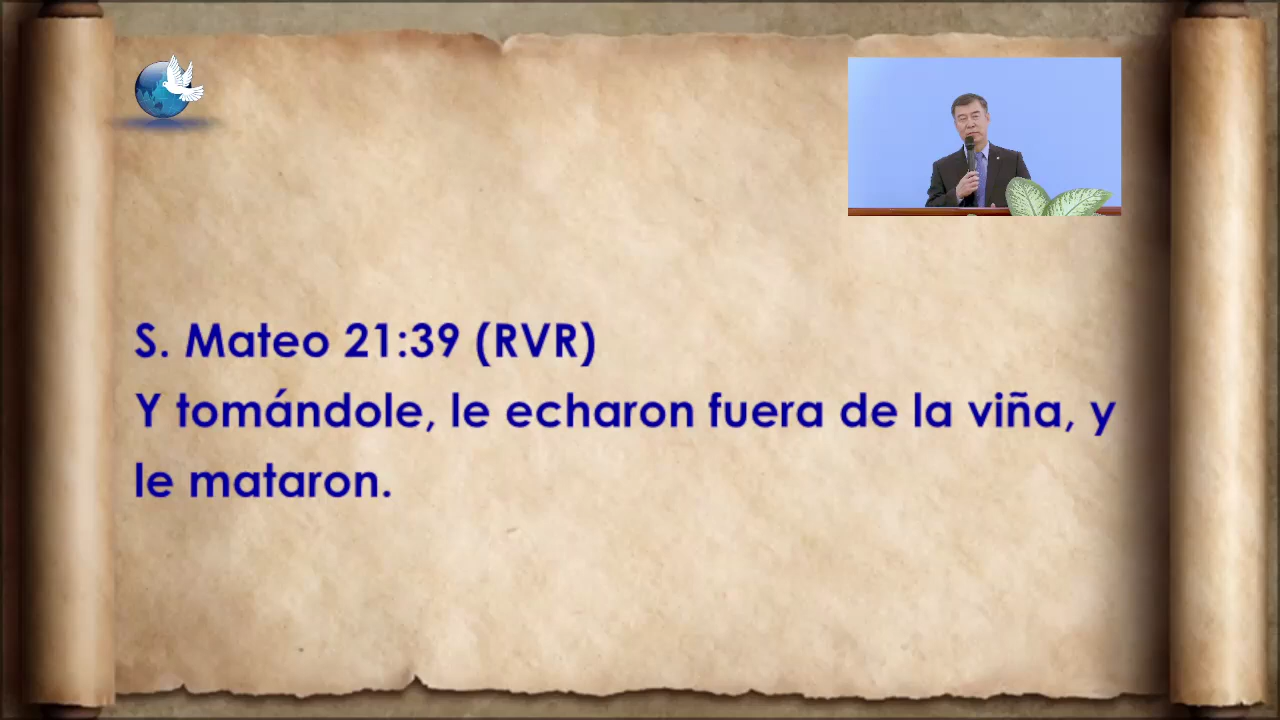 S. Mateo 21:39 (RVR)
Y tomándole, le echaron fuera de la viña, y
le mataron.